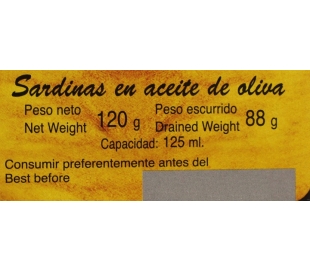 Sardinas en aceite de oliva
Peso neto 120 g Peso escurrido 88 g
Net Weight Drained Weight
Capacidad: 125 ml.
Consumir preferentemente antes del
Best before